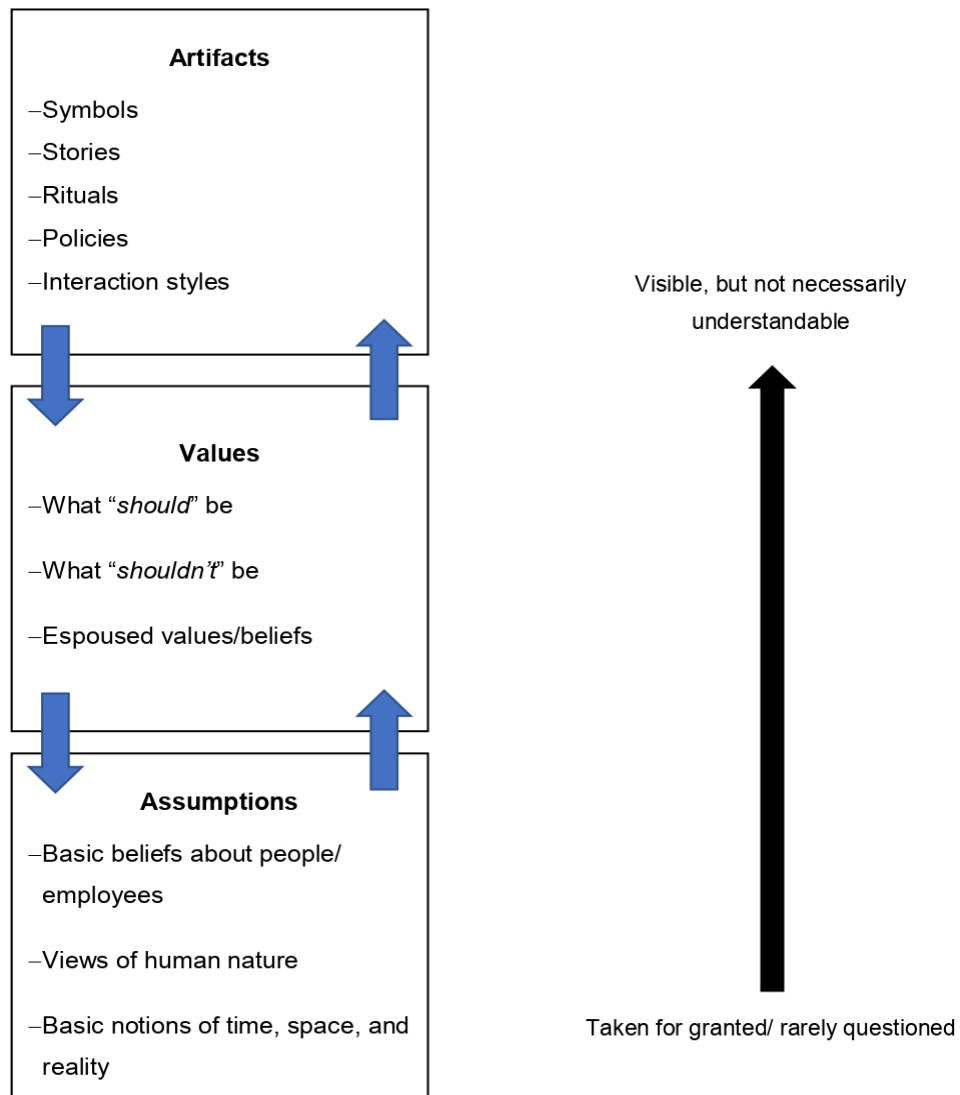 Artifacts
–Symbols
–Stories
–Rituals
–Policies
–Interaction styles
Visible, but not necessarily
understandable
Values
–What “should” be
–What “shouldn’t” be
–Espoused values/beliefs
Assumptions
–Basic beliefs about people/
employees
–Views of human nature
–Basic notions of time, space, and
reality
Taken for granted/ rarely questioned